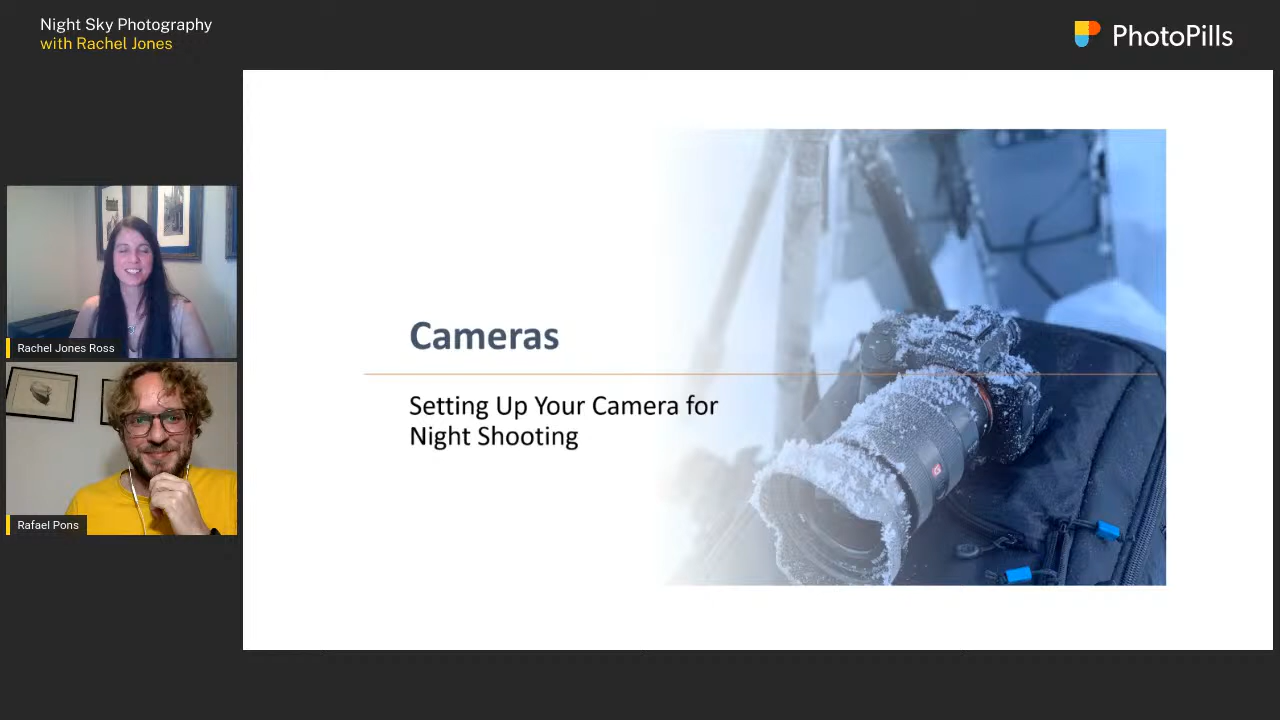 Night Sky Photography
with Rachel Jones
PhotoPills
Rachel Jones Ross
Rafael Pons
Cameras
Setting Up Your Camera for
Night Shooting
SONY
G